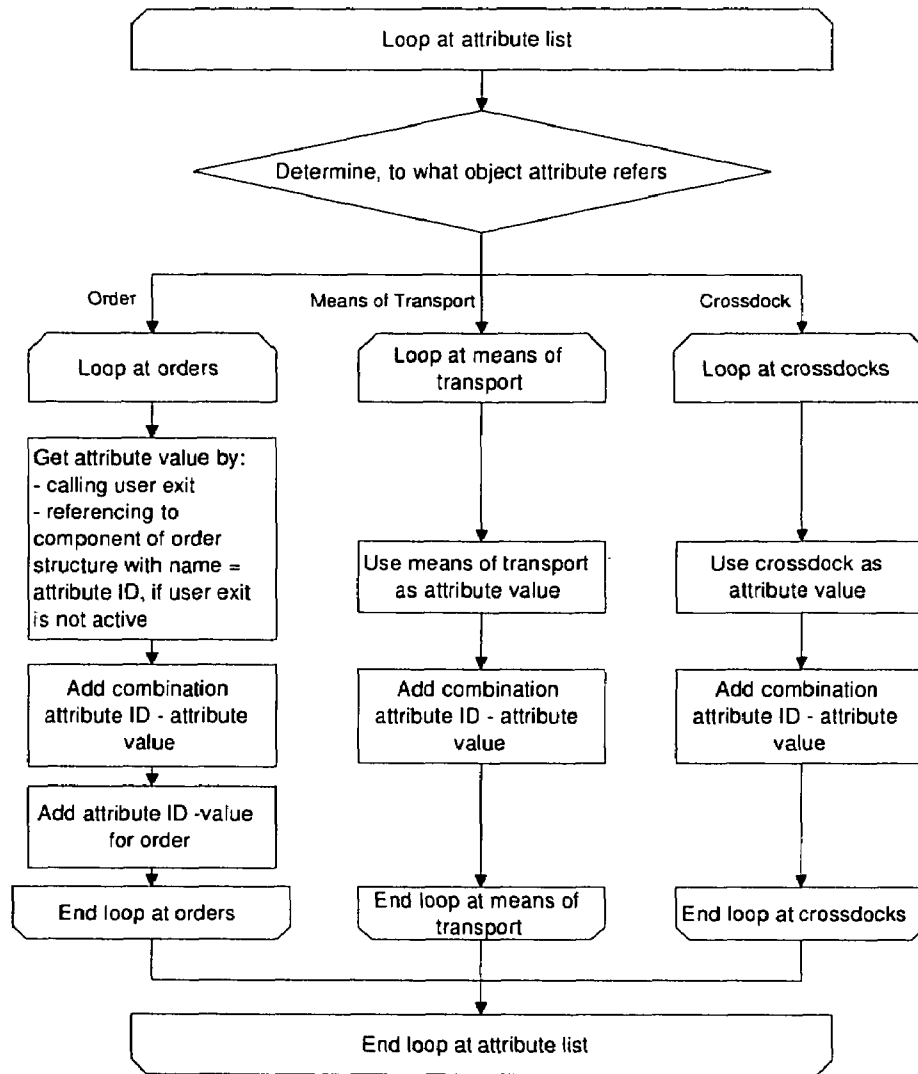 Loop at attribute list
Determine, to what object attribute refers
Order
Means of Transport
Crossdock
Loop at orders
Loop at means of
transport
Loop at crossdocks
Get attribute value by:
- calling user exit
- referencing to
component of order
structure with name =
attribute ID, if user exit
is not active
Use means of transport
as attribute value
Use crossdock as
attribute value
Add combination
attribute ID - attribute
value
Add combination
attribute ID - attribute
value
Add combination
attribute ID - attribute
value
Add attribute ID -value
for order
End loop at orders
End loop at means of
transport
End loop at crossdocks
End loop at attribute list